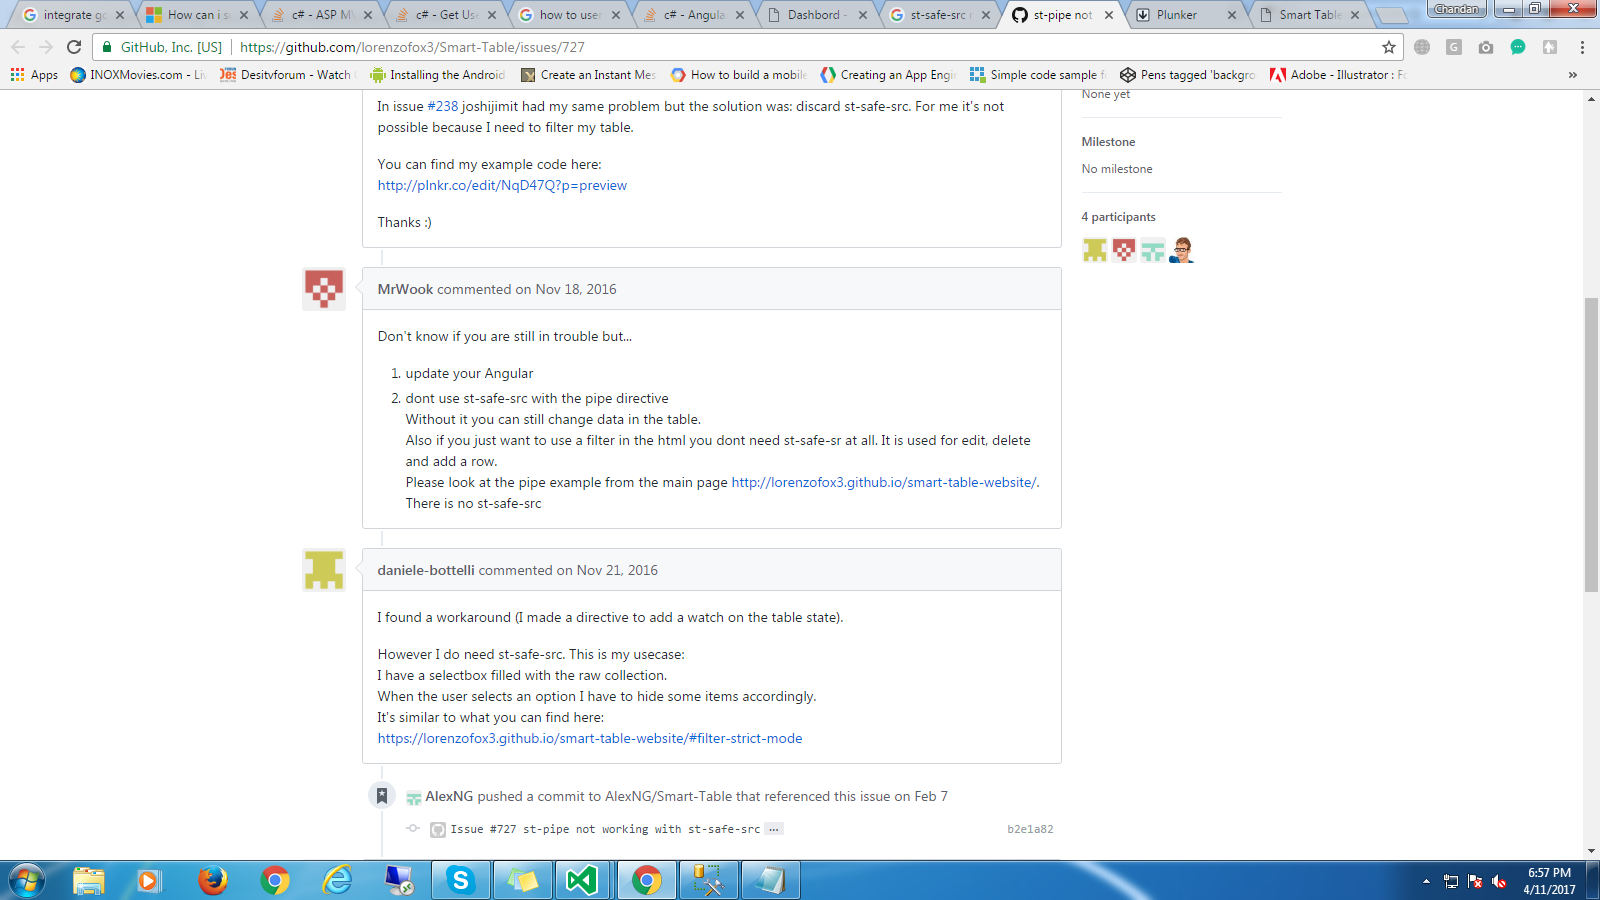 integrate go
How can i s
c# - ASP M
c# - Get Use
how to user
c# - Angula
Dashbord -
st-safe-src
st-pipe not
Plunker
Smart Table
Chandan
GitHub, Inc. [US]
https://github.com/lorenzofox3/Smart-Table/issues/727
Apps
INOXMovies.com - Li
Desitvforum - Watch
Installing the Android
Create an Instant Mes
How to build a mobile
Creating an App Engi
Simple code sample f
Pens tagged 'backgro
Adobe - Illustrator : Fo
»
In issue #238 joshijimit had my same problem but the solution was: discard st-safe-src. For me it's not
possible because I need to filter my table.
You can find my example code here:
http://plnkr.co/edit/NqD47Q?p=preview
Thanks :)
None yet
Milestone
No milestone
4 participants
MrWook commented on Nov 18, 2016
Don't know if you are still in trouble but...
1. update your Angular
2. dont use st-safe-src with the pipe directive
Without it you can still change data in the table.
Also if you just want to use a filter in the html you dont need st-safe-sr at all. It is used for edit, delete
and add a row.
Please look at the pipe example from the main page http://lorenzofox3.github.io/smart-table-website/.
There is no st-safe-src
daniele-bottelli commented on Nov 21, 2016
I found a workaround (I made a directive to add a watch on the table state).
However I do need st-safe-src. This is my usecase:
I have a selectbox filled with the raw collection.
When the user selects an option I have to hide some items accordingly.
It's similar to what you can find here:
https://lorenzofox3.github.io/smart-table-website/#filter-strict-mode
AlexNG pushed a commit to AlexNG/Smart-Table that referenced this issue on Feb 7
Issue #727 st-pipe not working with st-safe-src ...
b2e1a82
6:57 PM
4/11/2017